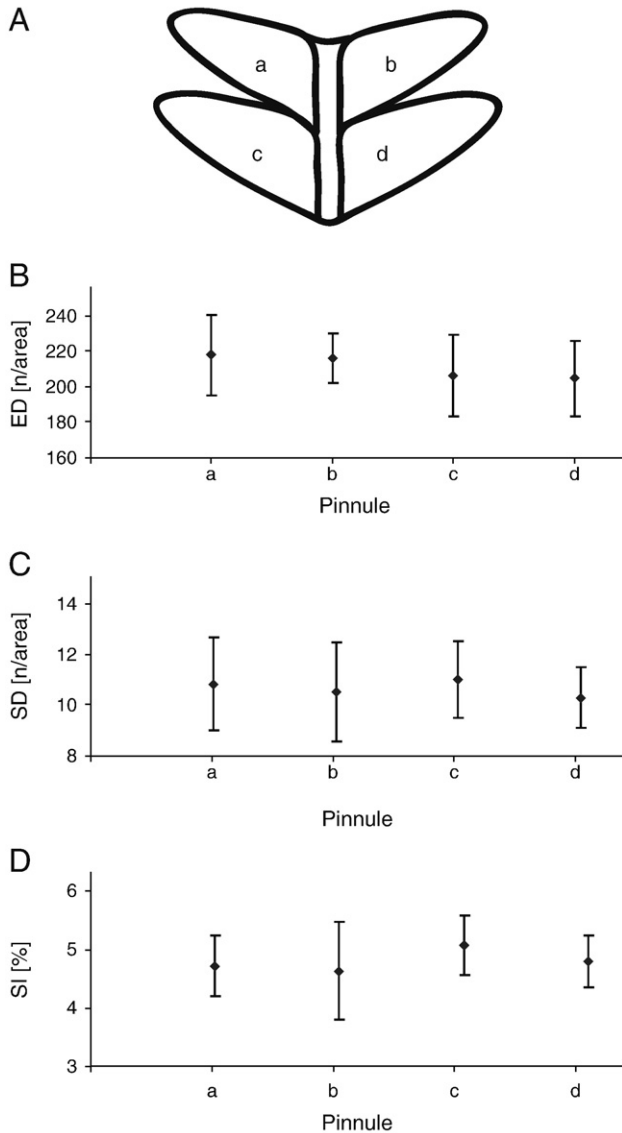 A
a b
c d
B
ED [n/area]
240
220
200
180
160
a b c d
Pinnule
C
SD [n/area]
14
12
10
8
a b c d
Pinnule
D
SI [%]
6
5
4
3
a b c d
Pinnule